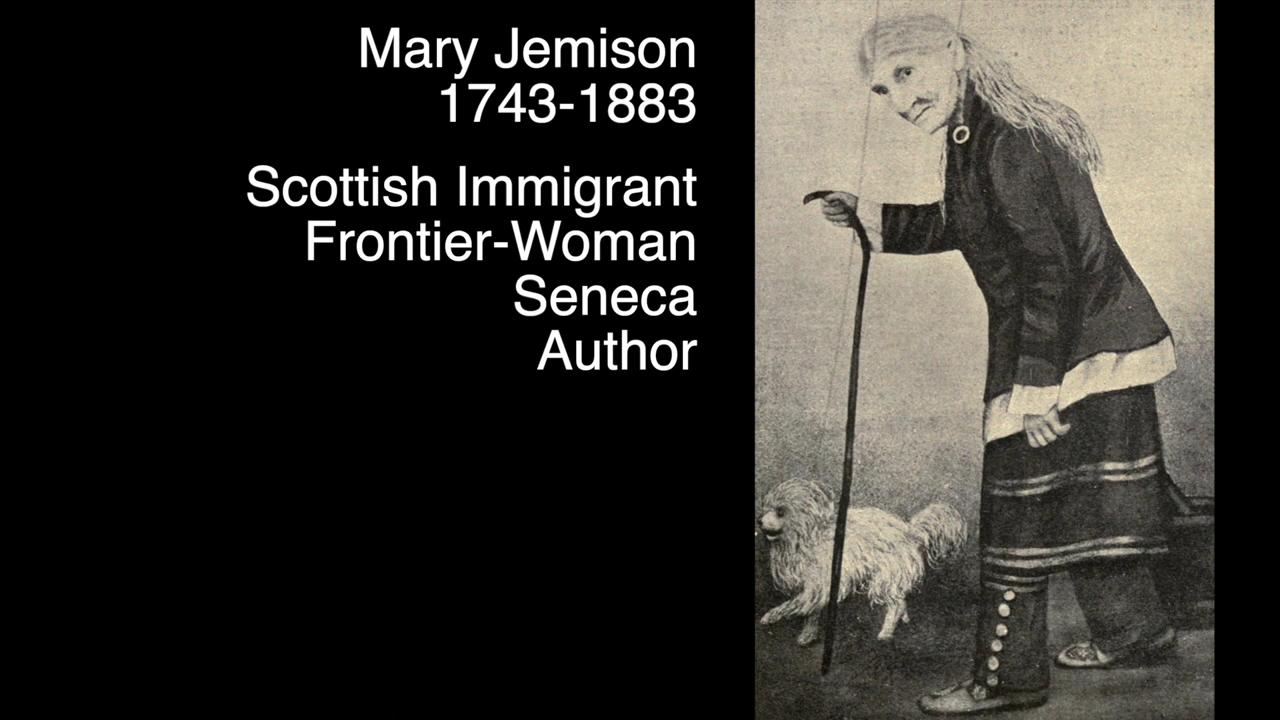 Mary Jemison
1743-1883
Scottish Immigrant
Frontier-Woman
Seneca
Author